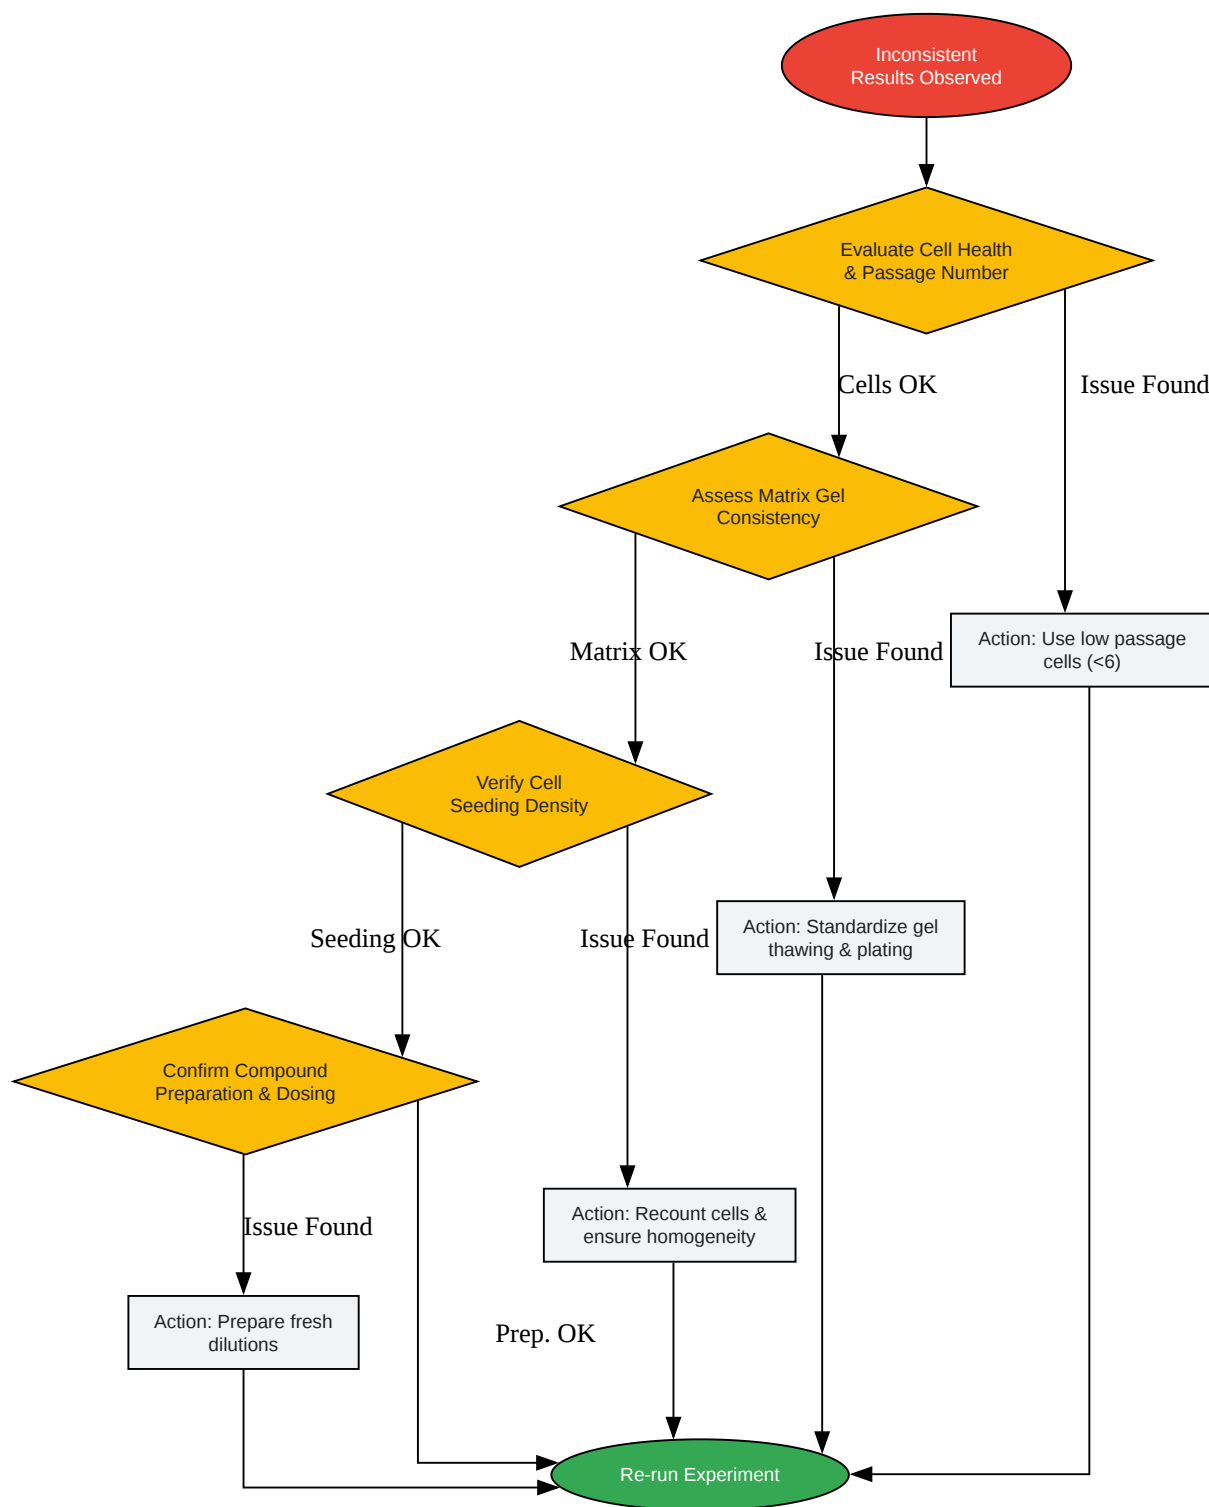 Inconsistent
Results Observed
Evaluate Cell Health
& Passage Number
Cells OK
Issue Found
Assess Matrix Gel
Consistency
Matrix OK
Issue Found
Action: Use low passage
cells (<6)
Verify Cell
Seeding Density
Seeding OK
Issue Found
Action: Standardize gel
thawing & plating
Confirm Compound
Preparation & Dosing
Issue Found
Action: Recount cells &
ensure homogeneity
Action: Prepare fresh
dilutions
Prep. OK
Re-run Experiment